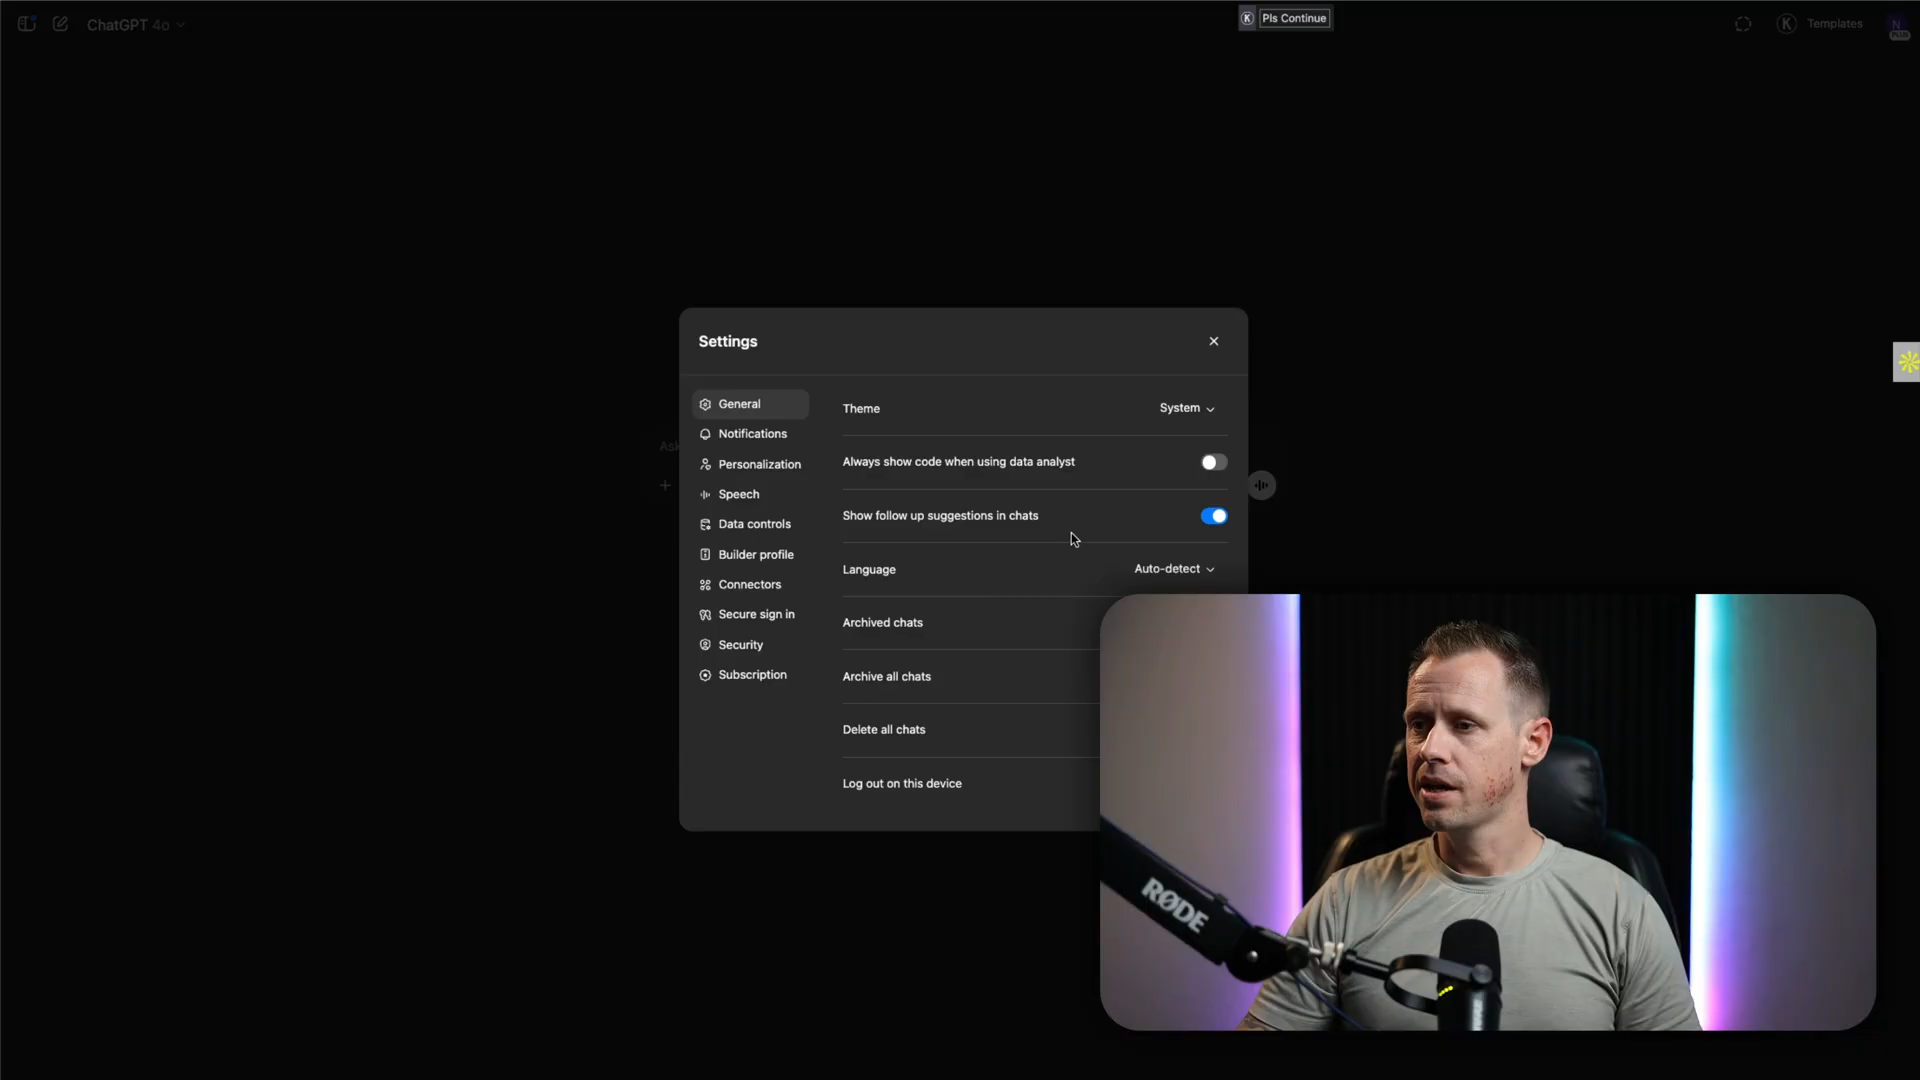 ChatGPT 4o
K Pls Continue
K Templates
N
PLUS
Settings
General
Notifications
Personalization
Speech
Data controls
Builder profile
Connectors
Secure sign in
Security
Subscription
Theme System
Always show code when using data analyst
Show follow up suggestions in chats
Language Auto-detect
Archived chats
Archive all chats
Delete all chats
Log out on this device
Ask
RØDE